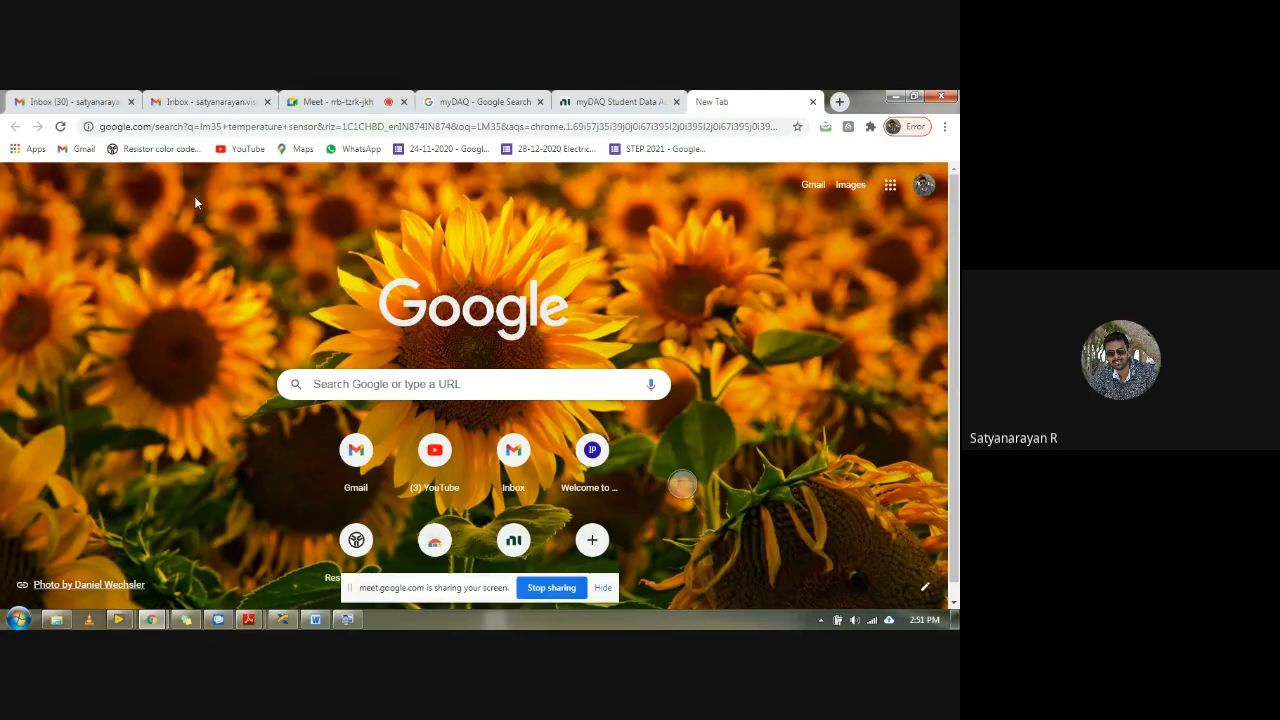 Inbox (30) - satyanaraya
Inbox - satyanarayan.vis
Meet - rrb-tzrk-jkh
myDAQ - Google Search
myDAQ Student Data A
New Tab
google.com/search?q=lm35+temperature+sensor&rlz=1C1CHBD_enIN874IN874&oq=LM35&aqs=chrome.1.69i57j35i39j0j0i67i395l2j0i395l2j0i67i395j0i39...
Error
Apps
Gmail
Resistor color code...
YouTube
Maps
WhatsApp
24-11-2020 - Googl...
28-12-2020 Electric...
STEP 2021 - Google...
Gmail
Images
Google
Search Google or type a URL
Gmail
(3) YouTube
Inbox
Welcome to ...
Res
Photo by Daniel Wechsler
meet.google.com is sharing your screen.
Stop sharing
Hide
2:51 PM
Satyanarayan R